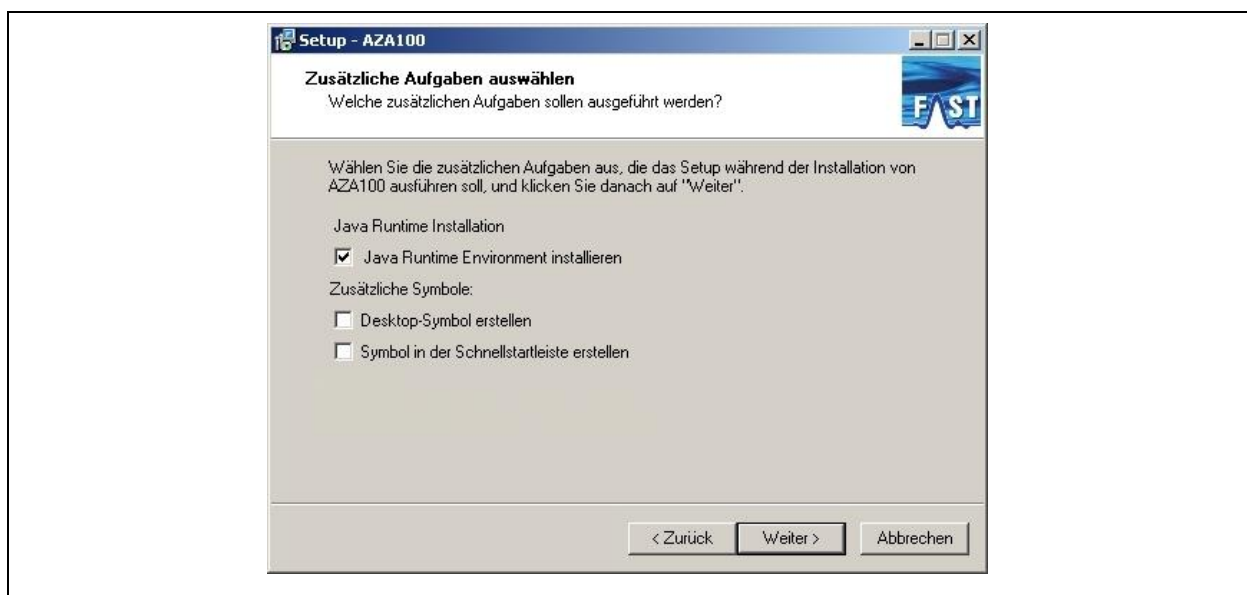 Setup - AZA100
Zusätzliche Aufgaben auswählen
Welche zusätzlichen Aufgaben sollen ausgeführt werden?
FAST
Wählen Sie die zusätzlichen Aufgaben aus, die das Setup während der Installation von
AZA100 ausführen soll, und klicken Sie danach auf "Weiter".
Java Runtime Installation
Java Runtime Environment installieren
Zusätzliche Symbole:
Desktop-Symbol erstellen
Symbol in der Schnellstartleiste erstellen
< Zurück Weiter > Abbrechen